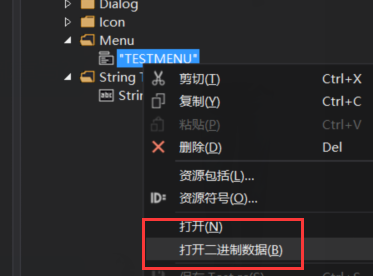 Dialog
Icon
Menu
"TESTMENU"
String T
Strin
剪切(T) Ctrl+X
复制(Y) Ctrl+C
粘贴(P) Ctrl+V
删除(D) Del
资源包括(L)...
ID= 资源符号(O)...
打开(N)
打开二进制数据(B)